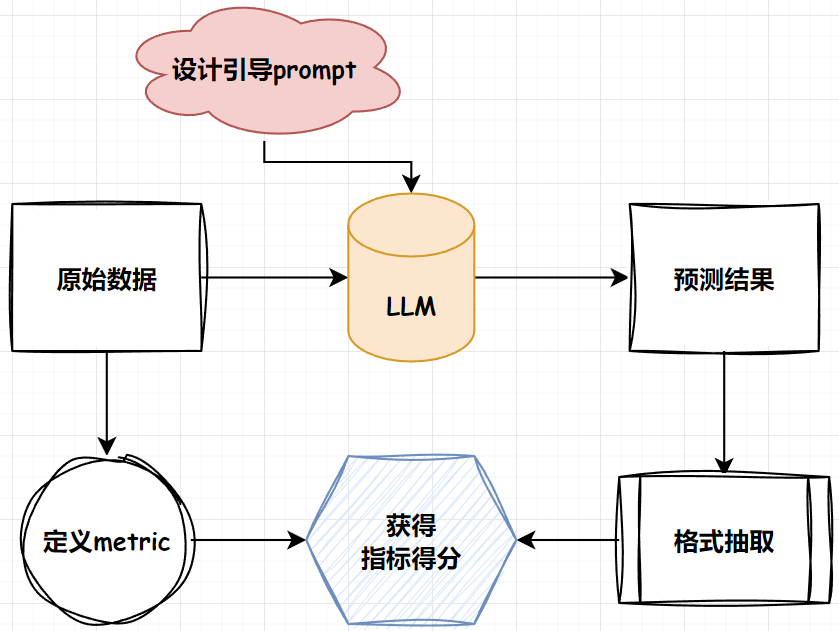 设计引导prompt
原始数据
LLM
预测结果
定义metric
获得
指标得分
格式抽取